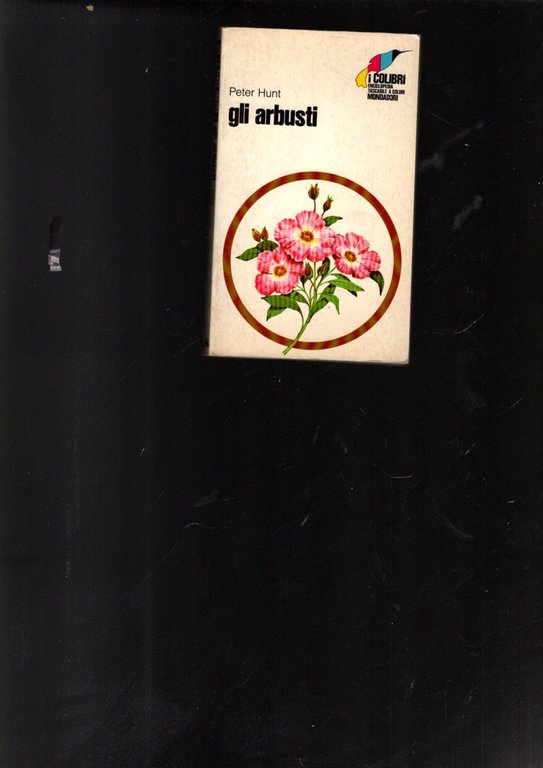 i COLIBRI
ENCICLOPEDIA
TASCABILE A COLORI
MONDADORI
Peter Hunt
gli arbusti